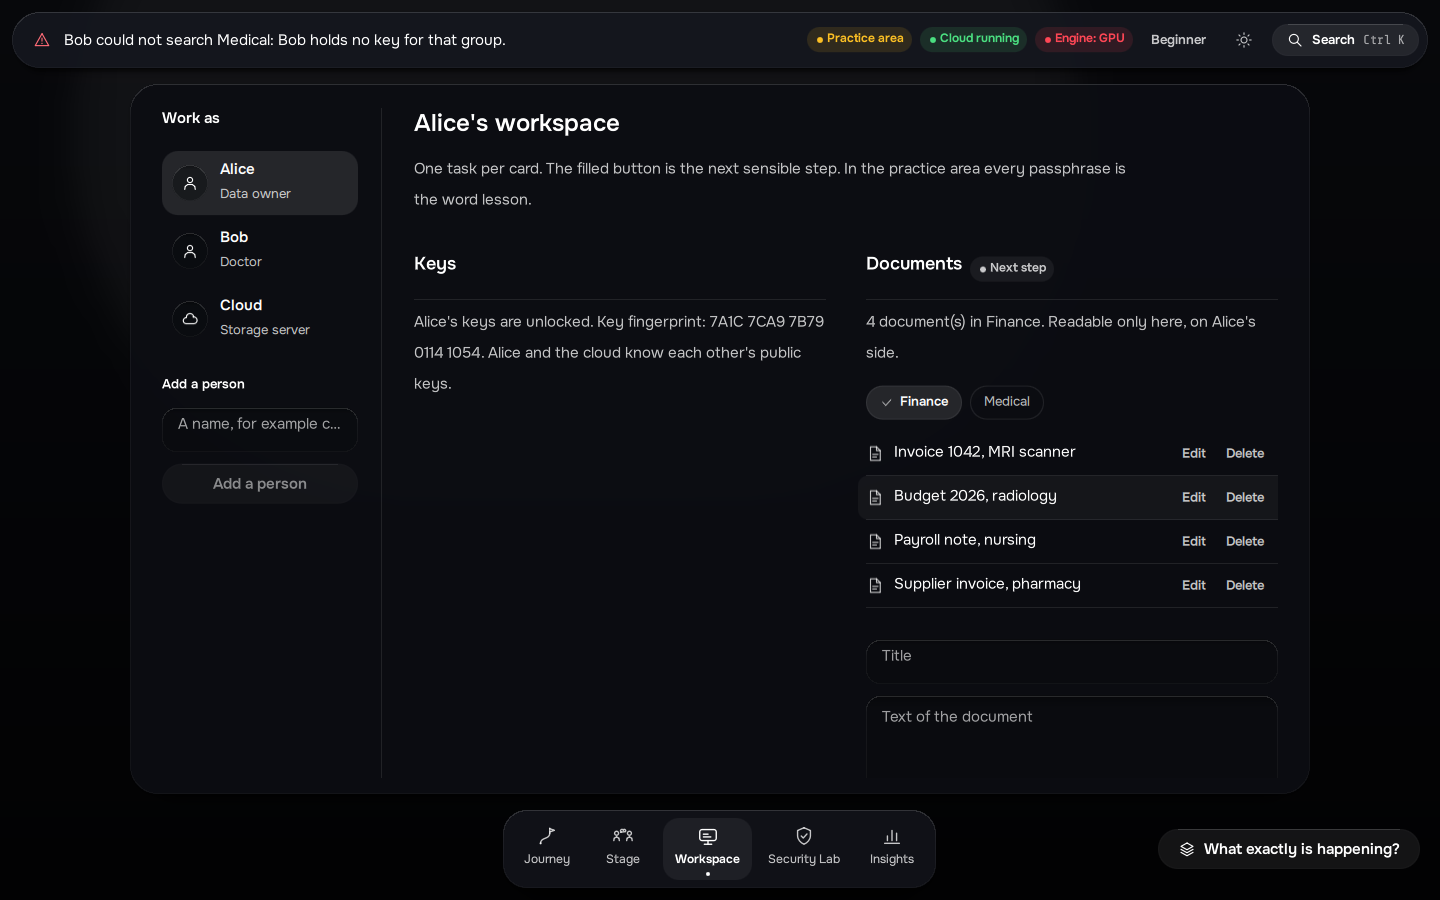 Bob could not search Medical: Bob holds no key for that group.
Practice area
Cloud running
Engine: GPU
Beginner
Search Ctrl K
Work as
Alice
Data owner
Bob
Doctor
Cloud
Storage server
Add a person
A name, for example c...
Add a person
Alice's workspace
One task per card. The filled button is the next sensible step. In the practice area every passphrase is
the word lesson.
Keys
Alice's keys are unlocked. Key fingerprint: 7A1C 7CA9 7B79
0114 1054. Alice and the cloud know each other's public
keys.
Documents
Next step
4 document(s) in Finance. Readable only here, on Alice's
side.
Finance
Medical
Invoice 1042, MRI scanner Edit Delete
Budget 2026, radiology Edit Delete
Payroll note, nursing Edit Delete
Supplier invoice, pharmacy Edit Delete
Title
Text of the document
Journey
Stage
Workspace
Security Lab
Insights
What exactly is happening?